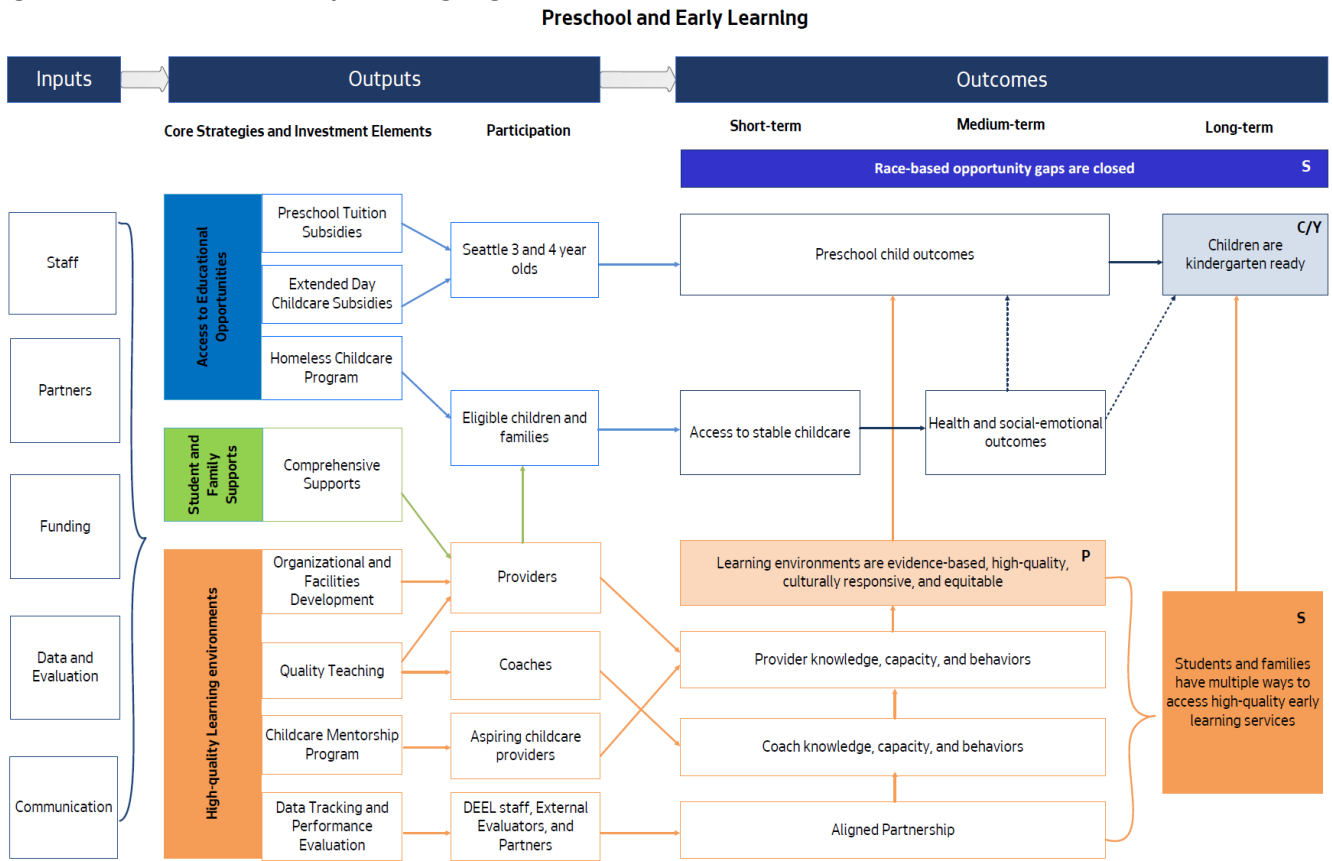 Preschool and Early Learning
Inputs
Outputs
Outcomes
Core Strategies and Investment Elements
Participation
Short-term
Medium-term
Long-term
Race-based opportunity gaps are closed
S
Staff
Partners
Funding
Data and
Evaluation
Communication
Access to Educational
Opportunities
Preschool Tuition
Subsidies
Extended Day
Childcare Subsidies
Homeless Childcare
Program
Student and
Family
Supports
Comprehensive
Supports
High-quality Learning environments
Organizational and
Facilities
Development
Quality Teaching
Childcare Mentorship
Program
Data Tracking and
Performance
Evaluation
Seattle 3 and 4 year
olds
Eligible children and
families
Providers
Coaches
Aspiring childcare
providers
DEEL staff, External
Evaluators, and
Partners
Preschool child outcomes
Access to stable childcare
Health and social-emotional
outcomes
P
Learning environments are evidence-based, high-quality,
culturally responsive, and equitable
Provider knowledge, capacity, and behaviors
Coach knowledge, capacity, and behaviors
Aligned Partnership
C/Y
Children are
kindergarten ready
S
Students and families
have multiple ways to
access high-quality early
learning services